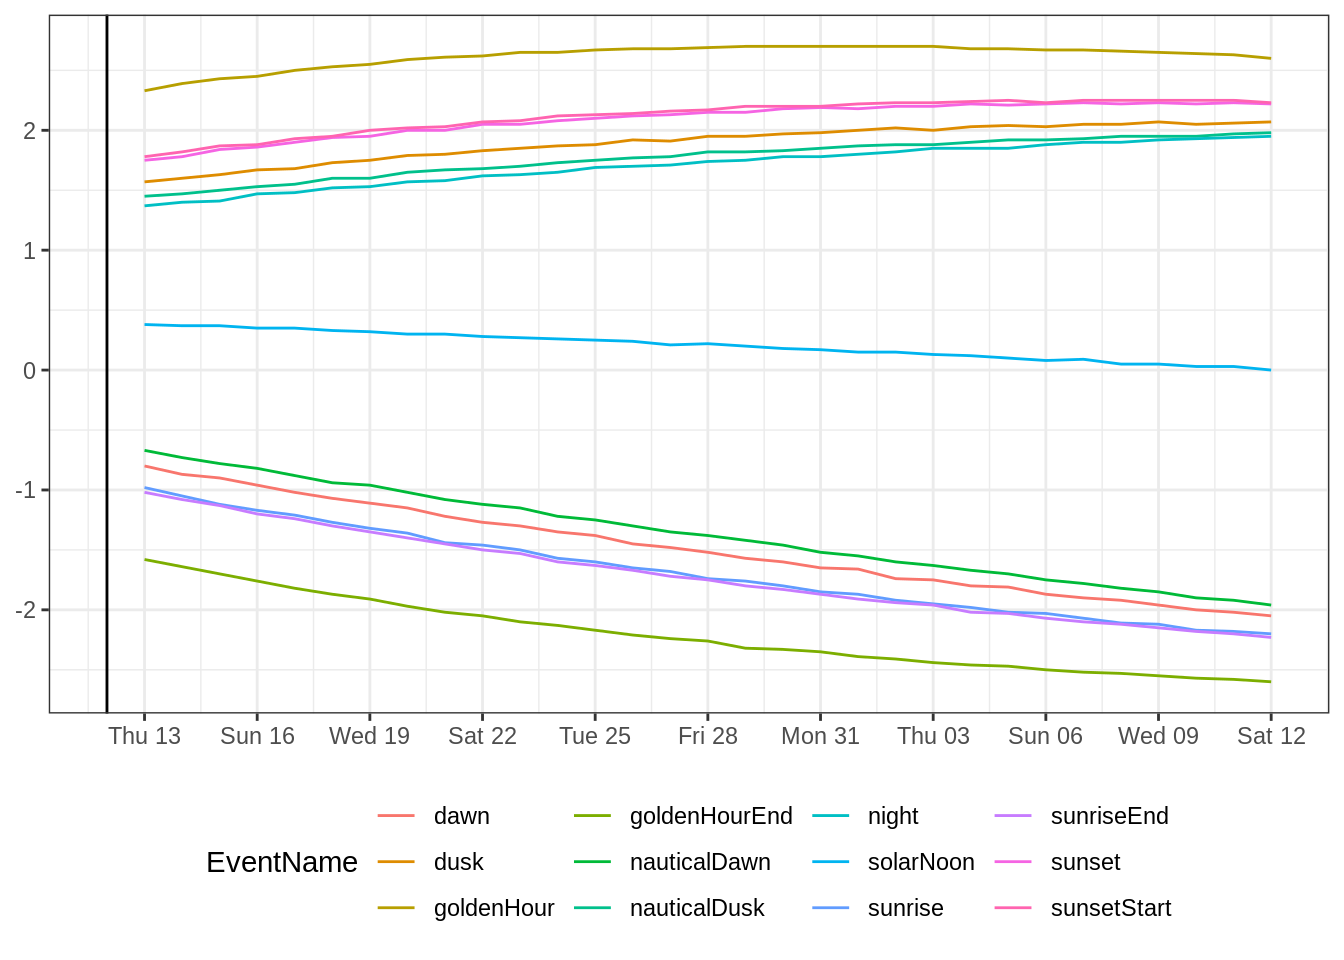 2
1
0
-1
-2
Thu 13 Sun 16 Wed 19 Sat 22 Tue 25 Fri 28 Mon 31 Thu 03 Sun 06 Wed 09 Sat 12
EventName
dawn goldenHourEnd night sunriseEnd
dusk nauticalDawn solarNoon sunset
goldenHour nauticalDusk sunrise sunsetStart